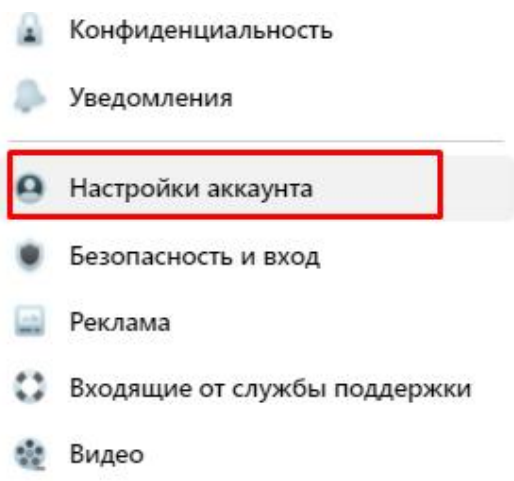 Конфиденциальность
Уведомления
Настройки аккаунта
Безопасность и вход
Реклама
Входящие от службы поддержки
Видео